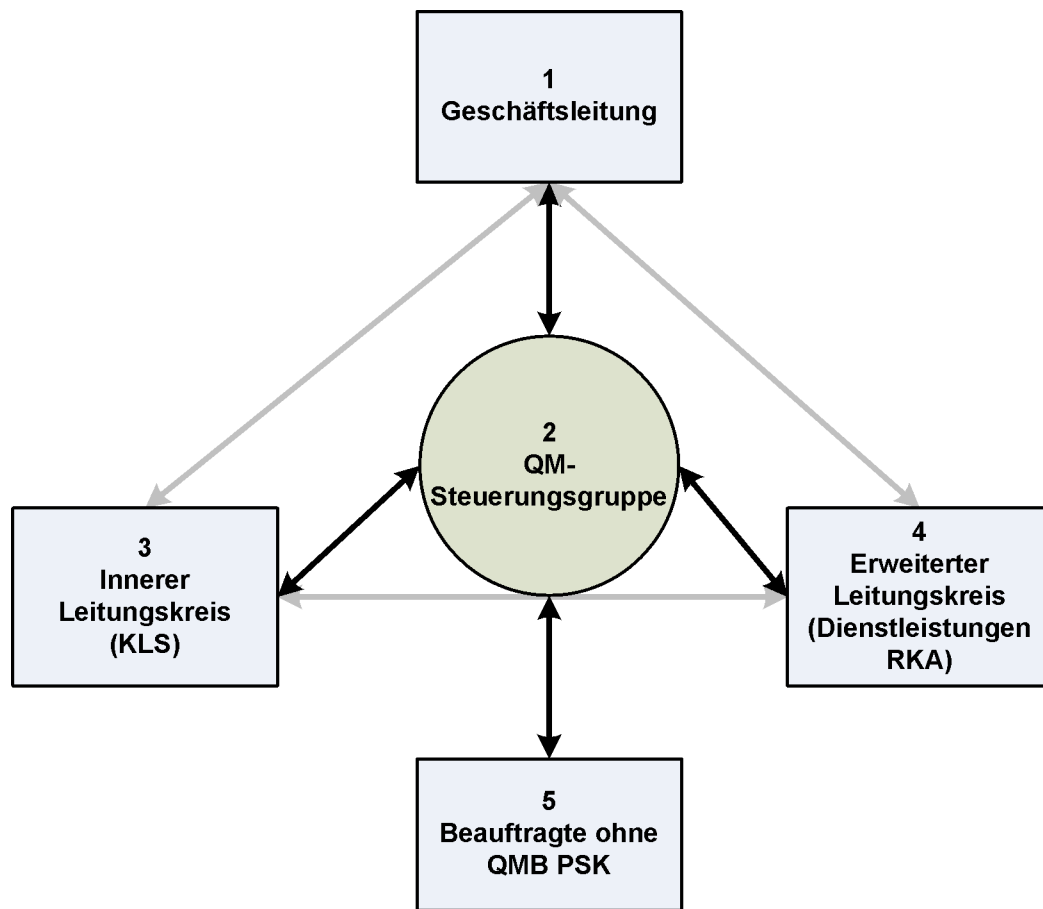 1
Geschäftsleitung
2
QM-
Steuerungsgruppe
3
Innerer
Leitungskreis
(KLS)
4
Erweiterter
Leitungskreis
(Dienstleistungen
RKA)
5
Beauftragte ohne
QMB PSK